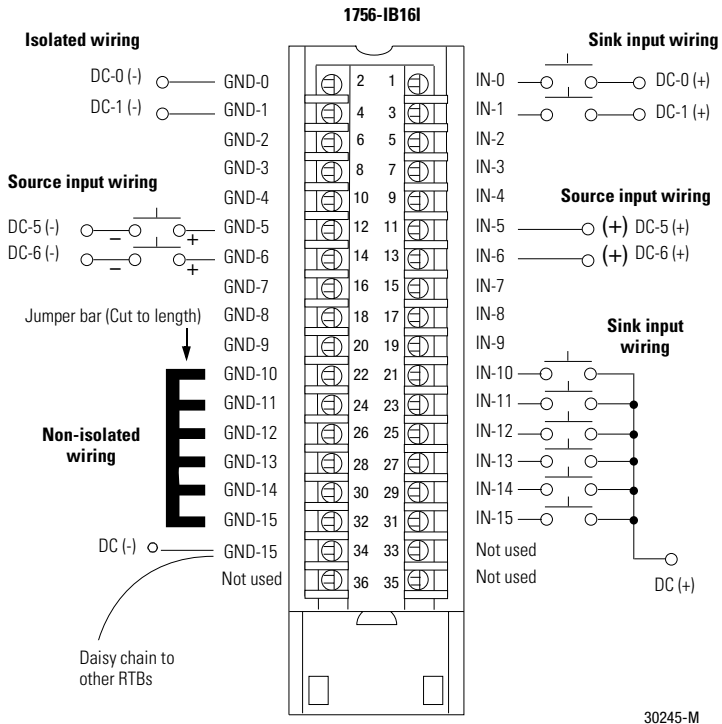 1756-IB16I
Isolated wiring
Sink input wiring
DC-0 (-) GND-0 2 1 IN-0 DC-0 (+)
DC-1 (-) GND-1 4 3 IN-1 DC-1 (+)
GND-2 6 5 IN-2
GND-3 8 7 IN-3
Source input wiring
GND-4 10 9 IN-4
Source input wiring
DC-5 (-) – + GND-5 12 11 IN-5 (+) DC-5 (+)
DC-6 (-) – + GND-6 14 13 IN-6 (+) DC-6 (+)
GND-7 16 15 IN-7
Jumper bar (Cut to length) GND-8 18 17 IN-8
Sink input
wiring
GND-9 20 19 IN-9
GND-10 22 21 IN-10
GND-11 24 23 IN-11
Non-isolated
wiring
GND-12 26 25 IN-12
GND-13 28 27 IN-13
GND-14 30 29 IN-14
GND-15 32 31 IN-15
DC (-) GND-15 34 33 Not used
Not used 36 35 Not used
DC (+)
Daisy chain to
other RTBs
30245-M